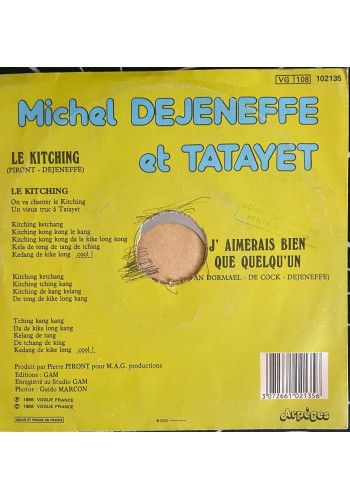 VG 108 102135
Michel DEJENEFFE
et TATAYET
LE KITCHING
(PIRONT - DEJENEFFE)
LE KITCHING
On va chanter le Kitching
Un vieux truc à Tatayet
Kitching ketchang
Kitching kong kong le kang
Kitching kong kong da le kike long kong
Kela de tong de tang de tching
Kedang de kike long cool !
Kitching ketchang
Kitching tching kang
Kitching de kang kelang
De tong de kike long kang
Tching kang kang
Da de kike long kang
Kelang de tang
De tchang de king
Kedang de kike long cool !
J' AIMERAIS BIEN
QUE QUELQU'UN
DORMAEL - DE COCK - DEJENEFFE)
Produit par Pierre PIRONT pour M.A.G. productions
Editions : GAM
Enregistré au Studio GAM
Photos : Guido MARCON
℗ 1986 VOGUE FRANCE
© 1986 VOGUE FRANCE
3 072661 021356
Arpèges